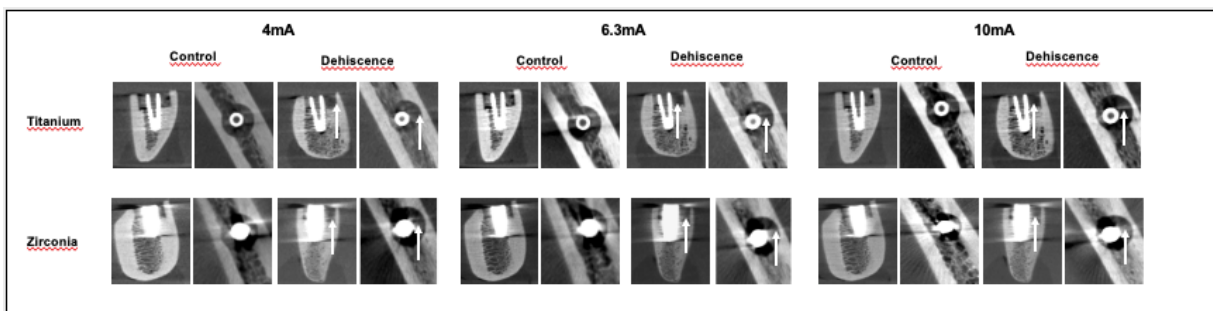 4mA 6.3mA 10mA
Control Dehiscence Control Dehiscence Control Dehiscence
Titanium
Zirconia